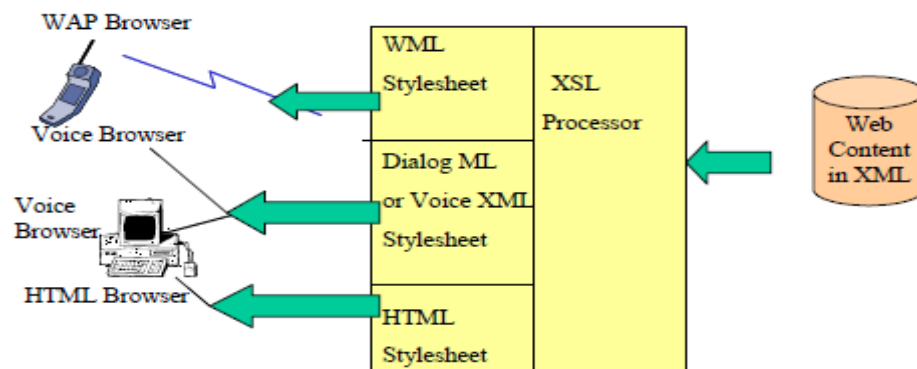 WAP Browser
Voice Browser
Voice
Browser
HTML Browser
WML
Stylesheet
Dialog ML
or Voice XML
Stylesheet
HTML
Stylesheet
XSL
Processor
Web
Content
in XML